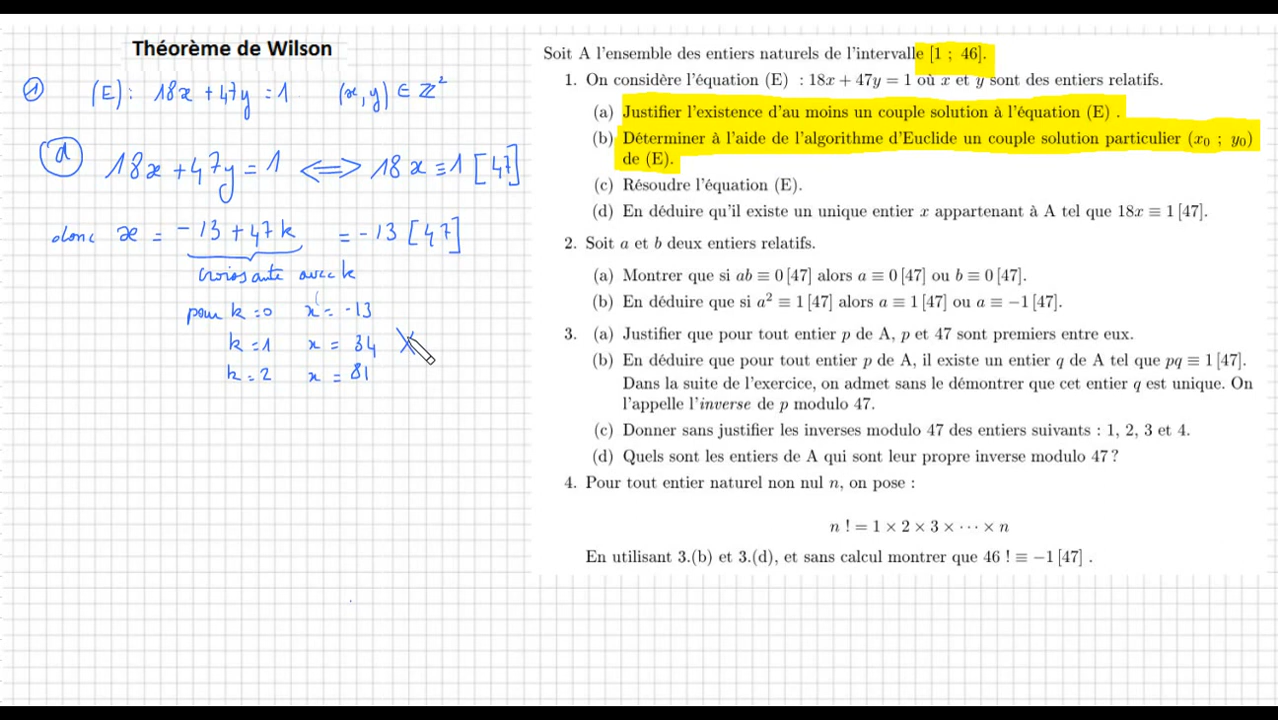 Théorème de Wilson
① (E): 18x + 47y = 1 (x, y) ∈ ℤ²
ⓓ 18x + 47y = 1 ⟺ 18x ≡ 1 [47]
donc x = -13 + 47k = -13 [47]
croissante avec k
pour k = 0 x = -13
k = 1 x = 34
k = 2 x = 81
Soit A l'ensemble des entiers naturels de l'intervalle [1 ; 46].
1. On considère l'équation (E) : 18x + 47y = 1 où x et y sont des entiers relatifs.
(a) Justifier l'existence d'au moins un couple solution à l'équation (E) .
(b) Déterminer à l'aide de l'algorithme d'Euclide un couple solution particulier (x₀ ; y₀)
de (E).
(c) Résoudre l'équation (E).
(d) En déduire qu'il existe un unique entier x appartenant à A tel que 18x ≡ 1 [47].
2. Soit a et b deux entiers relatifs.
(a) Montrer que si ab ≡ 0 [47] alors a ≡ 0 [47] ou b ≡ 0 [47].
(b) En déduire que si a² ≡ 1 [47] alors a ≡ 1 [47] ou a ≡ −1 [47].
3. (a) Justifier que pour tout entier p de A, p et 47 sont premiers entre eux.
(b) En déduire que pour tout entier p de A, il existe un entier q de A tel que pq ≡ 1 [47].
Dans la suite de l'exercice, on admet sans le démontrer que cet entier q est unique. On
l'appelle l'inverse de p modulo 47.
(c) Donner sans justifier les inverses modulo 47 des entiers suivants : 1, 2, 3 et 4.
(d) Quels sont les entiers de A qui sont leur propre inverse modulo 47 ?
4. Pour tout entier naturel non nul n, on pose :
n ! = 1 × 2 × 3 × ··· × n
En utilisant 3.(b) et 3.(d), et sans calcul montrer que 46 ! ≡ −1 [47] .